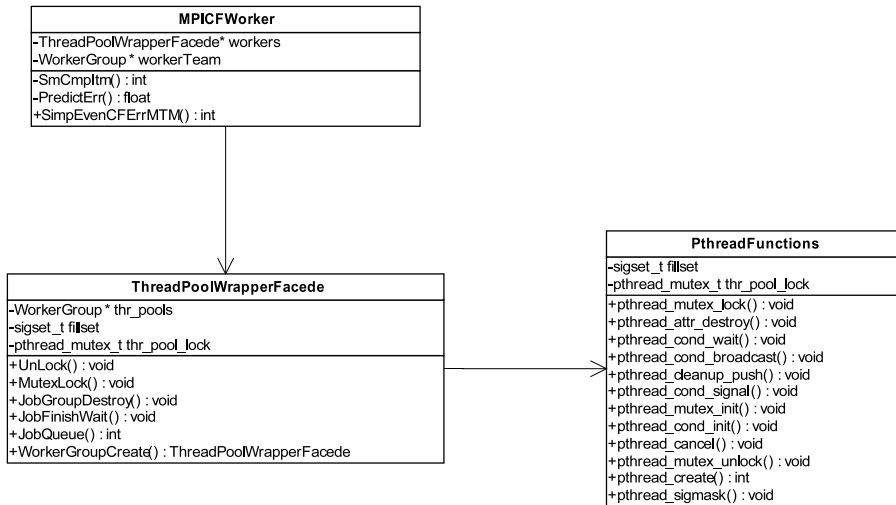 MPICFWorker
-ThreadPoolWrapperFacede* workers
-WorkerGroup * workerTeam
-SmCmpItm() : int
-PredictErr() : float
+SimpEvenCFErrMTM() : int
ThreadPoolWrapperFacede
-WorkerGroup * thr_pools
-sigset_t fillset
-pthread_mutex_t thr_pool_lock
+UnLock() : void
+MutexLock() : void
+JobGroupDestroy() : void
+JobFinishWait() : void
+JobQueue() : int
+WorkerGroupCreate() : ThreadPoolWrapperFacede
PthreadFunctions
-sigset_t fillset
-pthread_mutex_t thr_pool_lock
+pthread_mutex_lock() : void
+pthread_attr_destroy() : void
+pthread_cond_wait() : void
+pthread_cond_broadcast() : void
+pthread_cleanup_push() : void
+pthread_cond_signal() : void
+pthread_mutex_init() : void
+pthread_cond_init() : void
+pthread_cancel() : void
+pthread_mutex_unlock() : void
+pthread_create() : int
+pthread_sigmask() : void